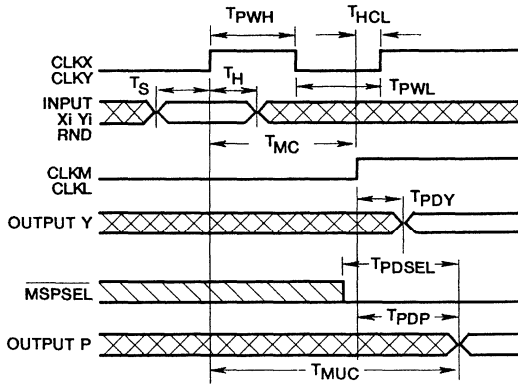 TPWH
THCL
CLKX
CLKY
TS
TH
TPWL
INPUT
Xi Yi
RND
TMC
CLKM
CLKL
TPDY
OUTPUT Y
TPDSEL
MSPSEL
TPDP
OUTPUT P
TMUC